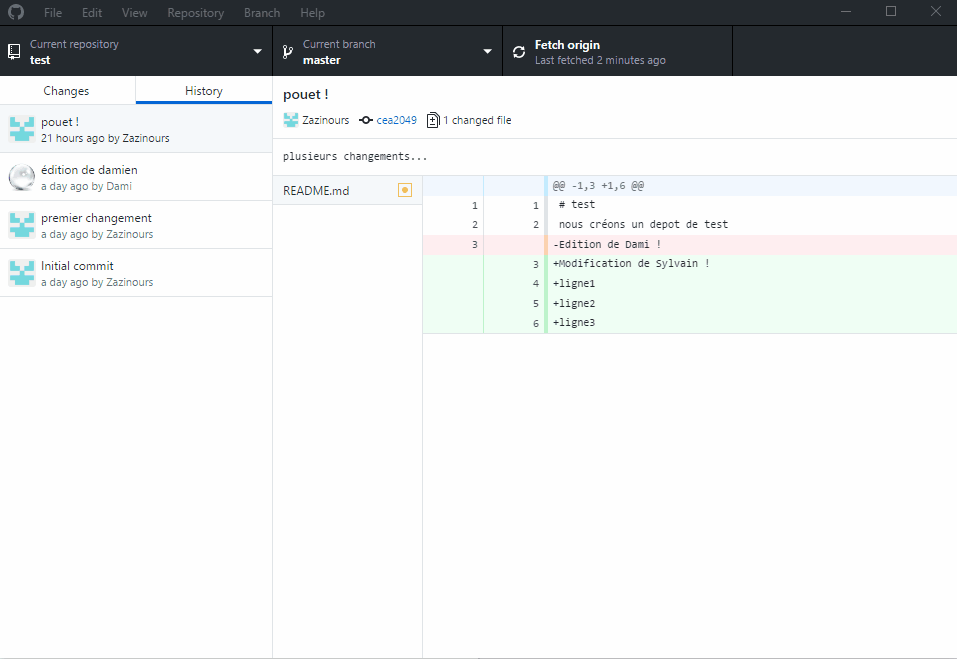 File Edit View Repository Branch Help
Current repository
test
Current branch
master
Fetch origin
Last fetched 2 minutes ago
Changes
History
pouet !
21 hours ago by Zazinours
édition de damien
a day ago by Dami
premier changement
a day ago by Zazinours
Initial commit
a day ago by Zazinours
pouet !
Zazinours cea2049 1 changed file
plusieurs changements...
README.md
@@ -1,3 +1,6 @@
1 1 # test
2 2 nous créons un depot de test
3 -Edition de Dami !
3 +Modification de Sylvain !
4 +ligne1
5 +ligne2
6 +ligne3